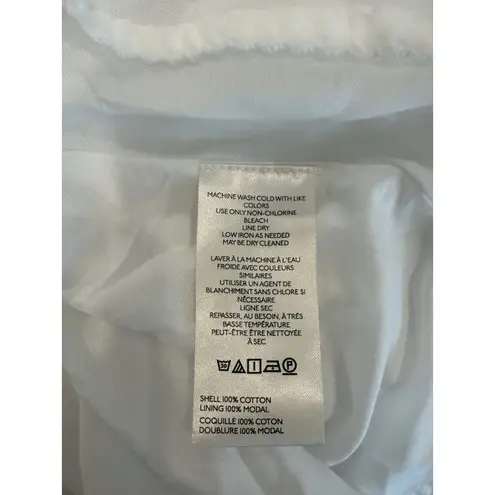 MACHINE WASH COLD WITH LIKE
COLORS
USE ONLY NON-CHLORINE
BLEACH
LINE DRY
LOW IRON AS NEEDED
MAY BE DRY CLEANED
LAVER À LA MACHINE À L'EAU
FROIDE AVEC COULEURS
SIMILAIRES
UTILISER UN AGENT DE
BLANCHIMENT SANS CHLORE SI
NÉCESSAIRE
LIGNE SEC
REPASSER, AU BESOIN, À TRÉS
BASSE TEMPÉRATURE
PEUT-ÊTRE ÊTRE NETTOYÉE
À SEC
30 P
SHELL 100% COTTON
LINING 100% MODAL
COQUILLE 100% COTON
DOUBLURE 100% MODAL